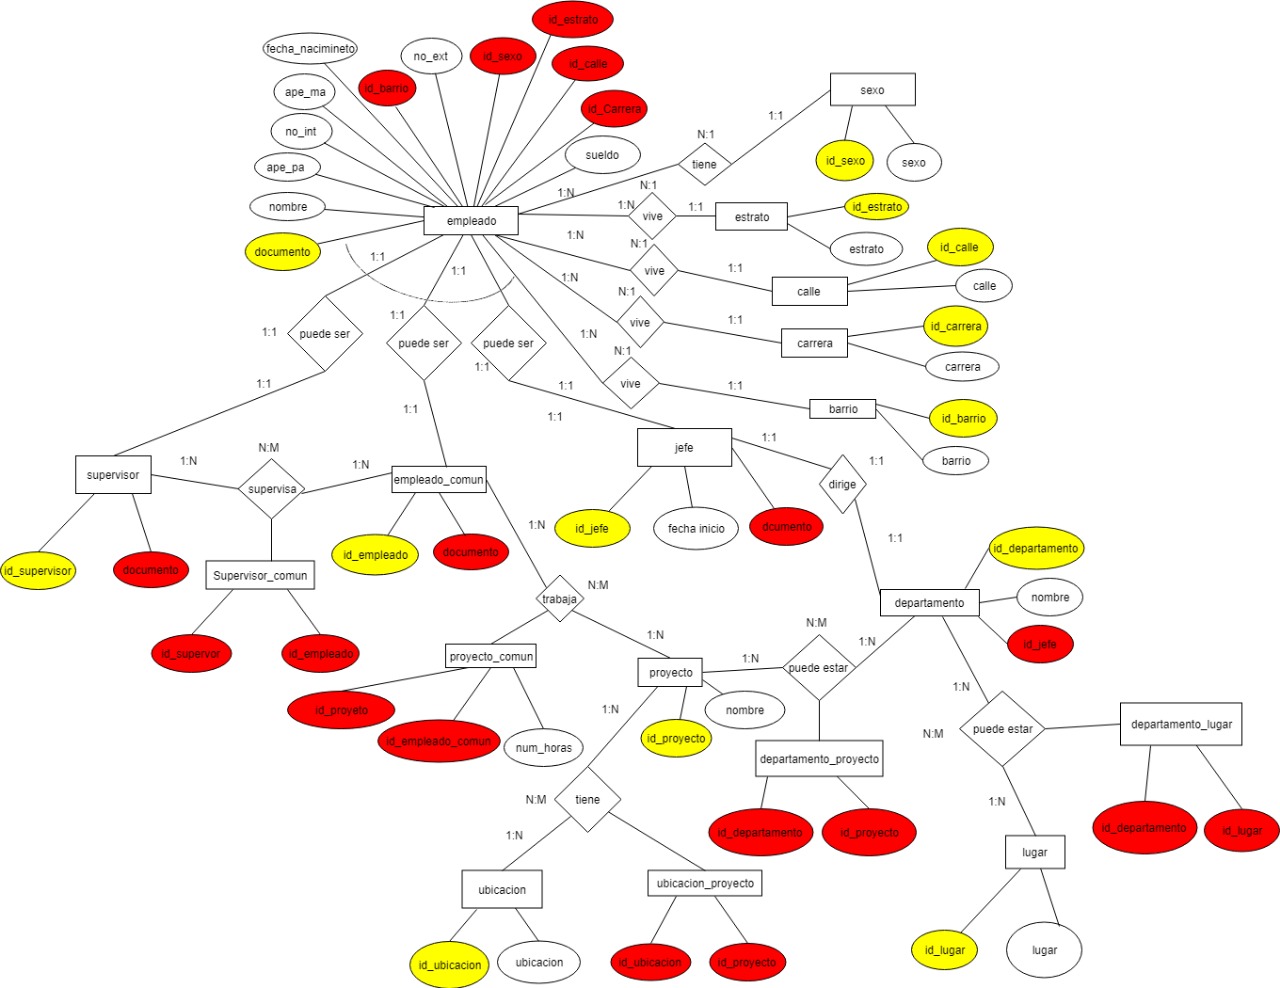 id_estrato
fecha_nacimineto
no_ext
id_sexo
id_calle
id_barrio
ape_ma
id_Carrera
sexo
1:1
no_int
N:1
sueldo
tiene
id_sexo
sexo
ape_pa
1:N
N:1
nombre
1:N
vive
1:1
estrato
id_estrato
empleado
documento
1:N
N:1
estrato
id_calle
1:1
1:1
vive
1:1
1:N
calle
calle
N:1
1:1
1:1
puede ser
1:1
puede ser
puede ser
1:N
vive
1:1
carrera
id_carrera
N:1
carrera
1:1
1:1
1:1
vive
1:1
1:1
1:1
barrio
id_barrio
1:1
jefe
1:1
barrio
N:M
supervisor
1:N
supervisa
1:N
empleado_comun
1:1
dirige
id_jefe
fecha inicio
dcumento
1:N
1:1
id_supervisor
documento
Supervisor_comun
id_empleado
documento
id_departamento
trabaja
N:M
departamento
nombre
id_supervor
id_empleado
proyecto_comun
1:N
N:M
1:N
id_jefe
proyecto
1:N
puede estar
1:N
id_proyeto
id_empleado_comun
num_horas
1:N
nombre
id_proyecto
departamento_proyecto
N:M
puede estar
departamento_lugar
N:M
tiene
1:N
id_departamento
id_proyecto
id_departamento
id_lugar
1:N
lugar
ubicacion
ubicacion_proyecto
id_lugar
lugar
id_ubicacion
ubicacion
id_ubicacion
id_proyecto